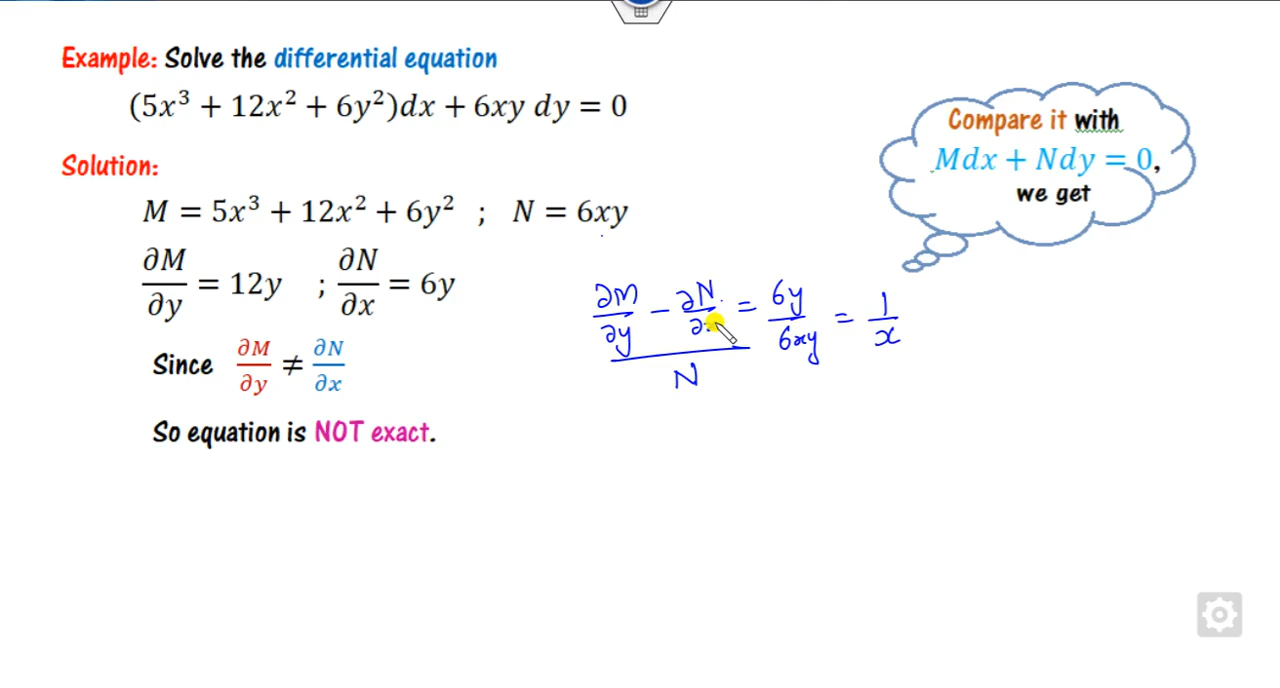 Example: Solve the differential equation
(5x³ + 12x² + 6y²)dx + 6xy dy = 0
Compare it with
Mdx + Ndy = 0,
we get
Solution:
M = 5x³ + 12x² + 6y² ; N = 6xy
∂M/∂y = 12y ; ∂N/∂x = 6y
(∂M/∂y − ∂N/∂x)/N = 6y/6xy = 1/x
Since ∂M/∂y ≠ ∂N/∂x
So equation is NOT exact.